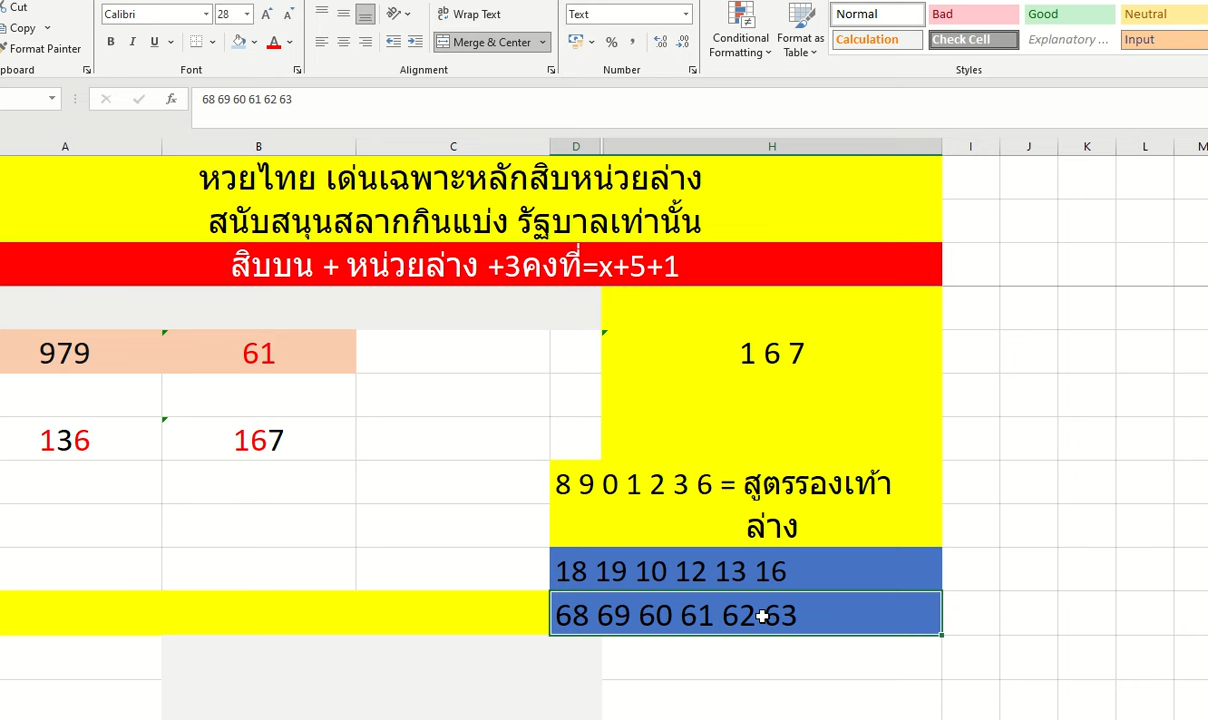 Cut
Calibri
28
Wrap Text
Text
Normal
Bad
Good
Neutral
Copy
Format Painter
B I U
Merge & Center
Conditional Formatting
Format as Table
Calculation
Check Cell
Explanatory ...
Input
pboard
Font
Alignment
Number
Styles
68 69 60 61 62 63
A B C D H I J K L M
หวยไทย เด่นเฉพาะหลักสิบหน่วยล่าง
สนับสนุนสลากกินแบ่ง รัฐบาลเท่านั้น
สิบบน + หน่วยล่าง +3คงที่=x+5+1
979 61 1 6 7
136 167
8 9 0 1 2 3 6 = สูตรรองเท้า
ล่าง
18 19 10 12 13 16
68 69 60 61 62 63